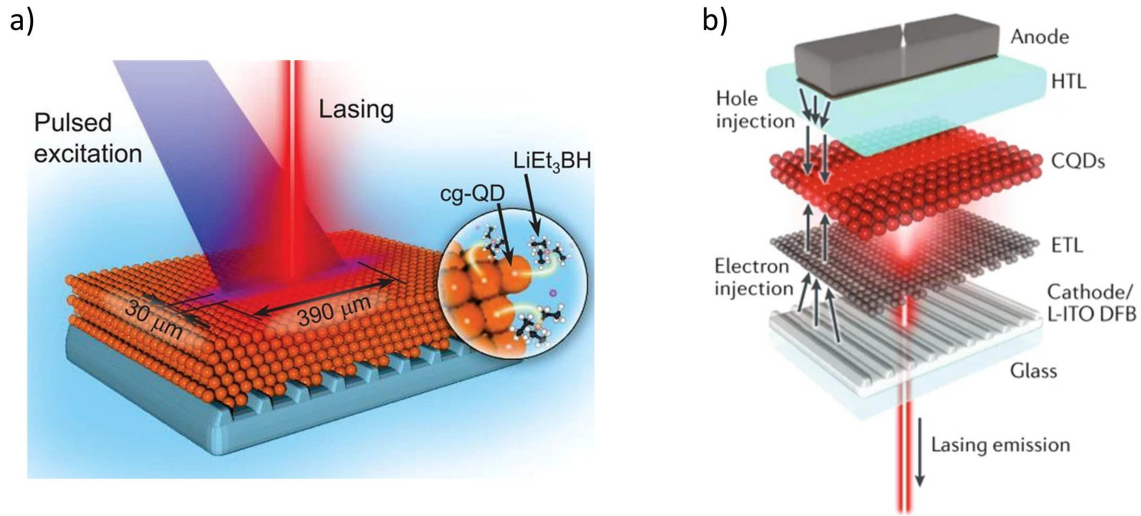 a)
Pulsed
excitation
Lasing
LiEt₃BH
cg-QD
30 μm
390 μm
b)
Anode
HTL
Hole
injection
CQDs
ETL
Electron
injection
Cathode/
L-ITO DFB
Glass
Lasing emission